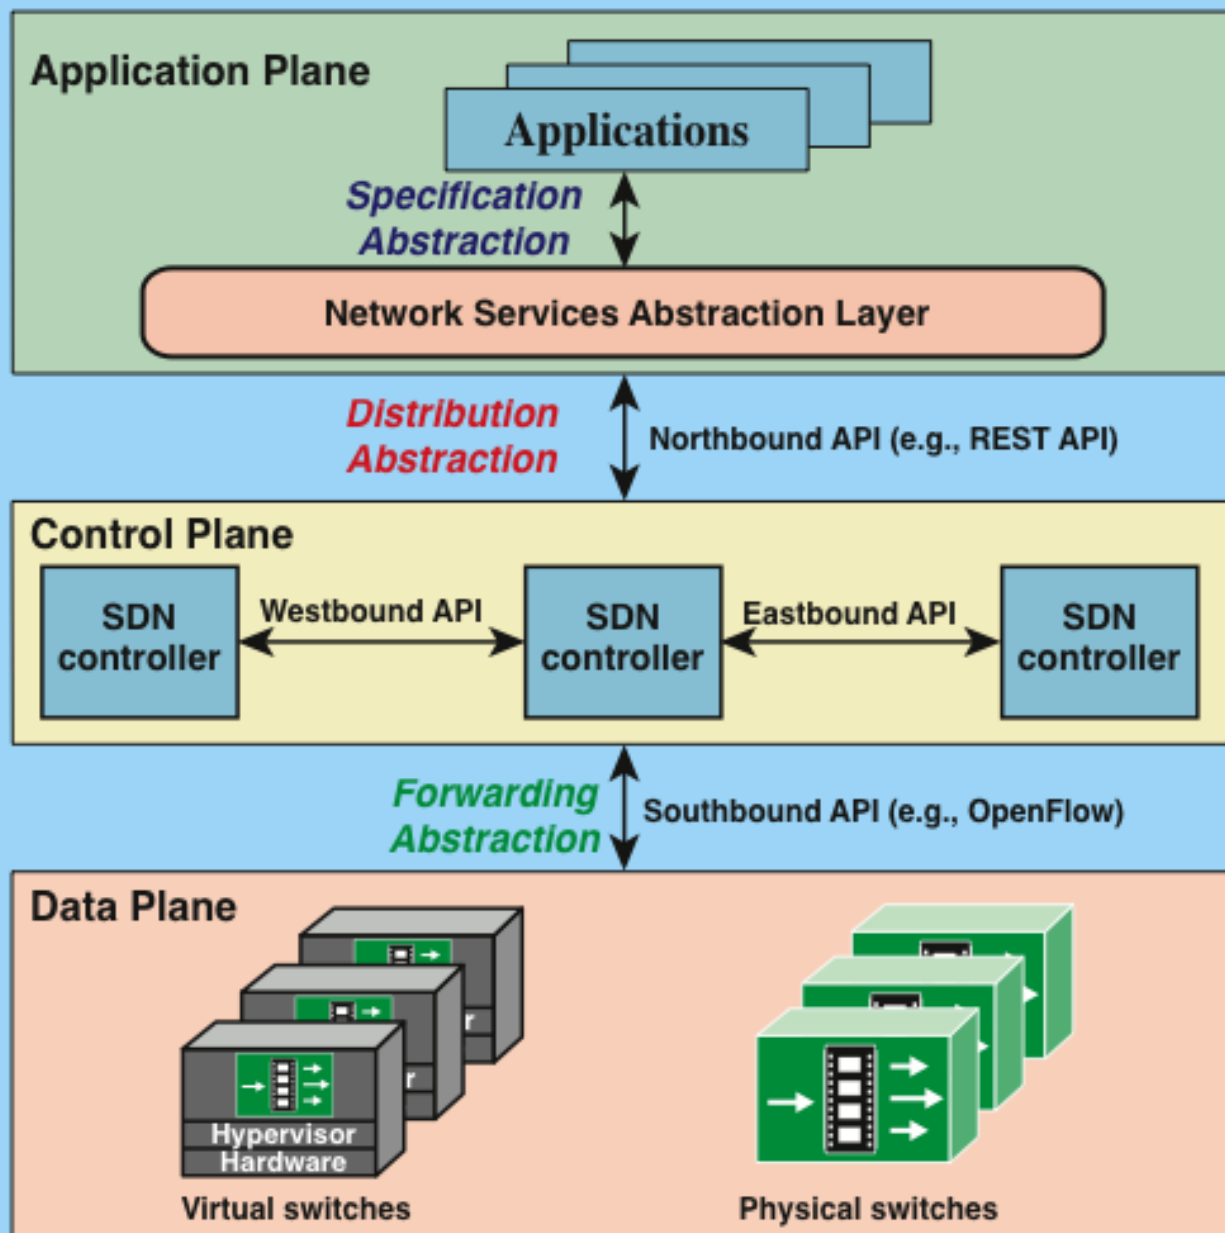 Application Plane
Applications
Specification
Abstraction
Network Services Abstraction Layer
Distribution
Abstraction
Northbound API (e.g., REST API)
Control Plane
SDN
controller
Westbound API
SDN
controller
Eastbound API
SDN
controller
Forwarding
Abstraction
Southbound API (e.g., OpenFlow)
Data Plane
r
r
Hypervisor
Hardware
Virtual switches
Physical switches